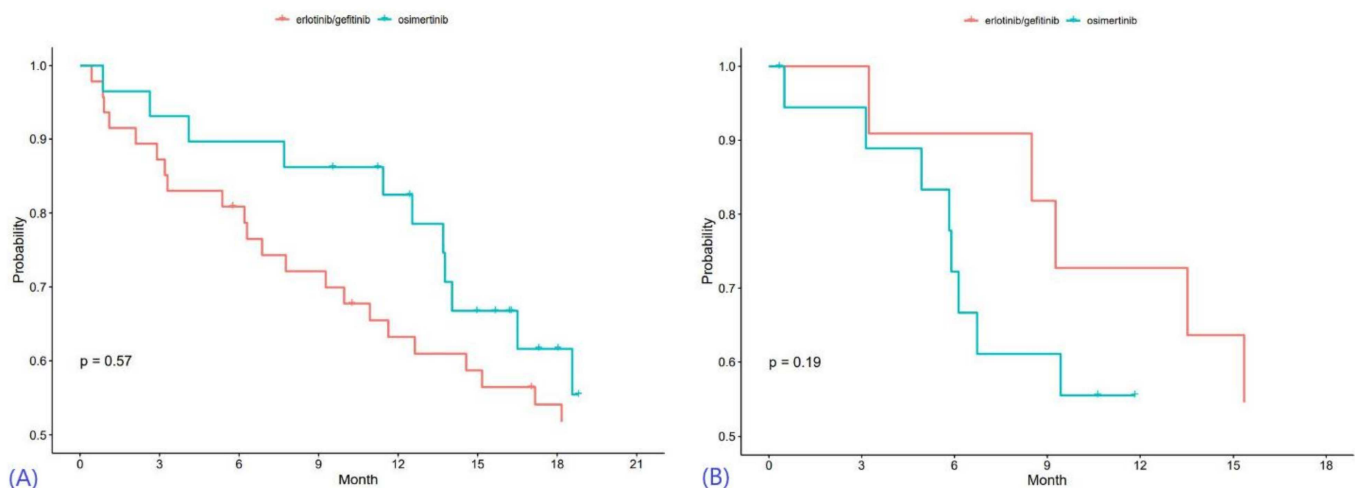 erlotinib/gefitinib osimertinib
1.0
0.9
0.8
0.7
0.6
0.5
Probability
p = 0.57
0 3 6 9 12 15 18 21
Month
(A)
erlotinib/gefitinib osimertinib
1.0
0.9
0.8
0.7
0.6
0.5
Probability
p = 0.19
0 3 6 9 12 15 18
Month
(B)